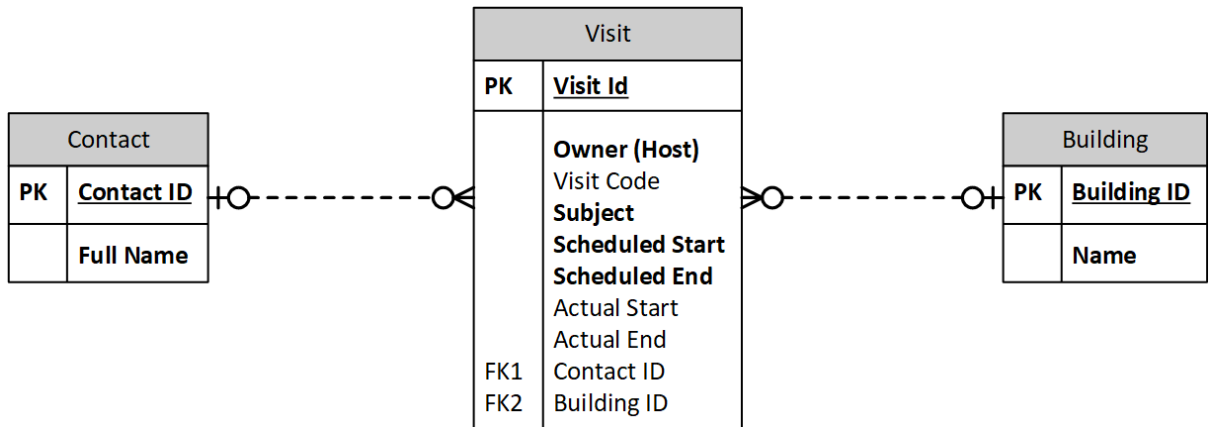 Contact
PK Contact ID
Full Name
Visit
PK Visit Id
Owner (Host)
Visit Code
Subject
Scheduled Start
Scheduled End
Actual Start
Actual End
FK1 Contact ID
FK2 Building ID
Building
PK Building ID
Name